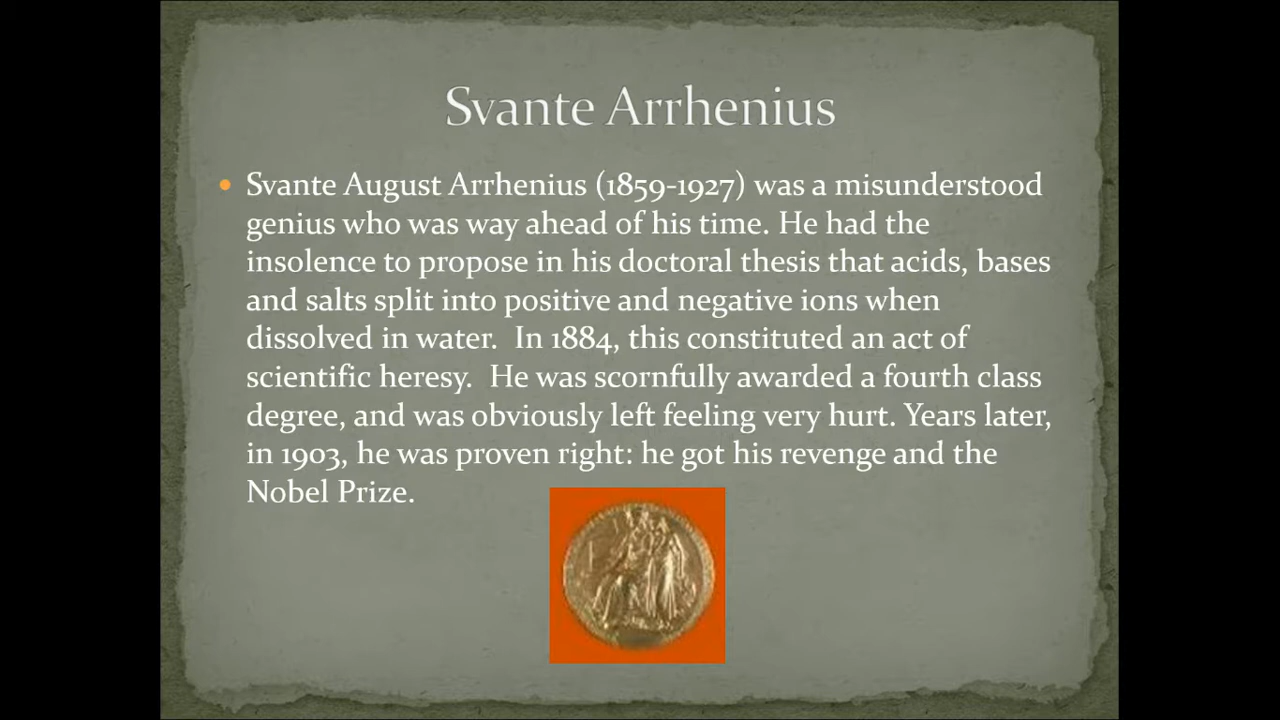 Svante Arrhenius
• Svante August Arrhenius (1859-1927) was a misunderstood
genius who was way ahead of his time. He had the
insolence to propose in his doctoral thesis that acids, bases
and salts split into positive and negative ions when
dissolved in water.  In 1884, this constituted an act of
scientific heresy.  He was scornfully awarded a fourth class
degree, and was obviously left feeling very hurt. Years later,
in 1903, he was proven right: he got his revenge and the
Nobel Prize.